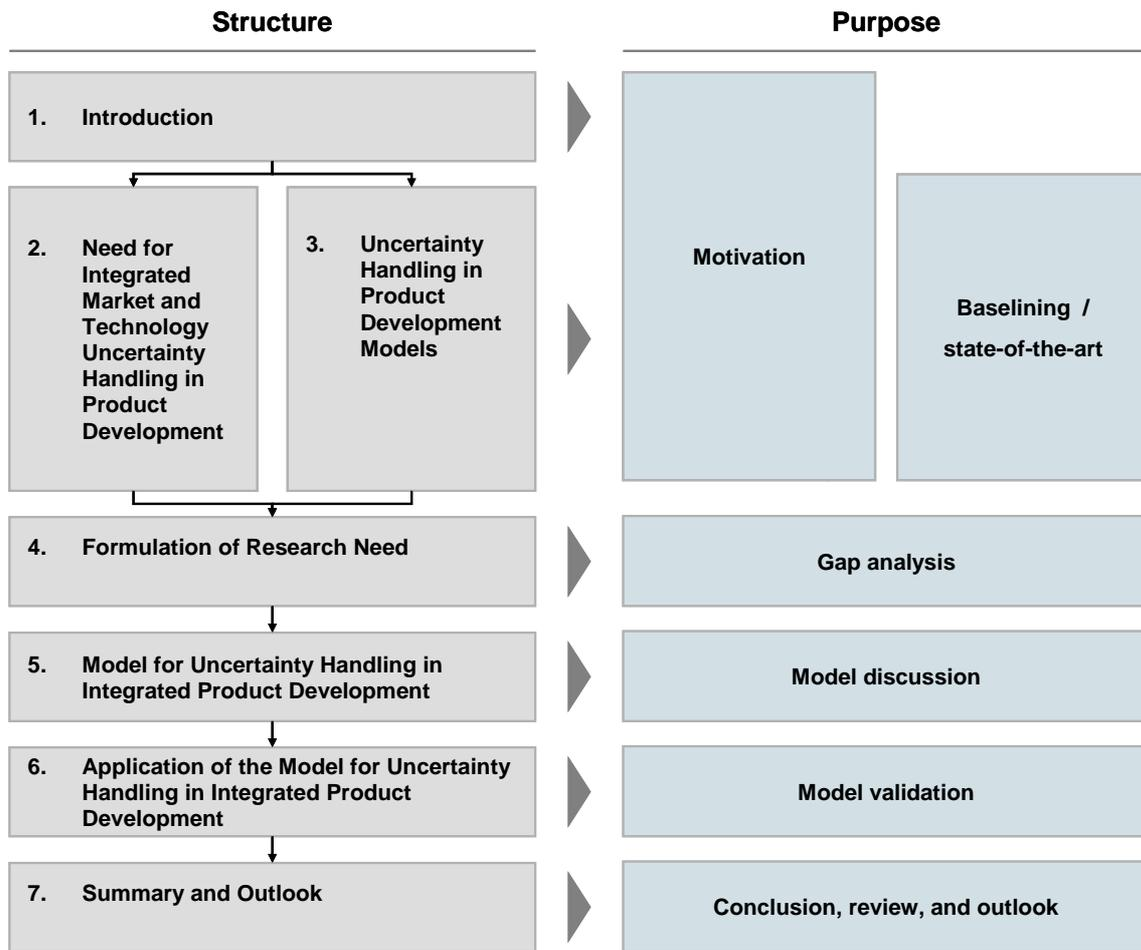 Structure
Purpose
1. Introduction
2. Need for
Integrated
Market and
Technology
Uncertainty
Handling in
Product
Development
3. Uncertainty
Handling in
Product
Development
Models
Motivation
Baselining /
state-of-the-art
4. Formulation of Research Need
Gap analysis
5. Model for Uncertainty Handling in
Integrated Product Development
Model discussion
6. Application of the Model for Uncertainty
Handling in Integrated Product
Development
Model validation
7. Summary and Outlook
Conclusion, review, and outlook